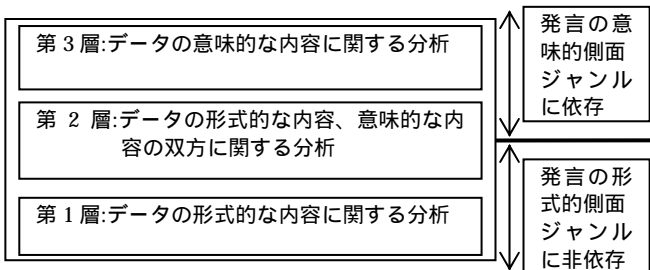 第3層:データの意味的な内容に関する分析
第 2 層:データの形式的な内容、意味的な内
容の双方に関する分析
第1層:データの形式的な内容に関する分析
発言の意
味的側面
ジャンル
に依存
発言の形
式的側面
ジャンル
に非依存